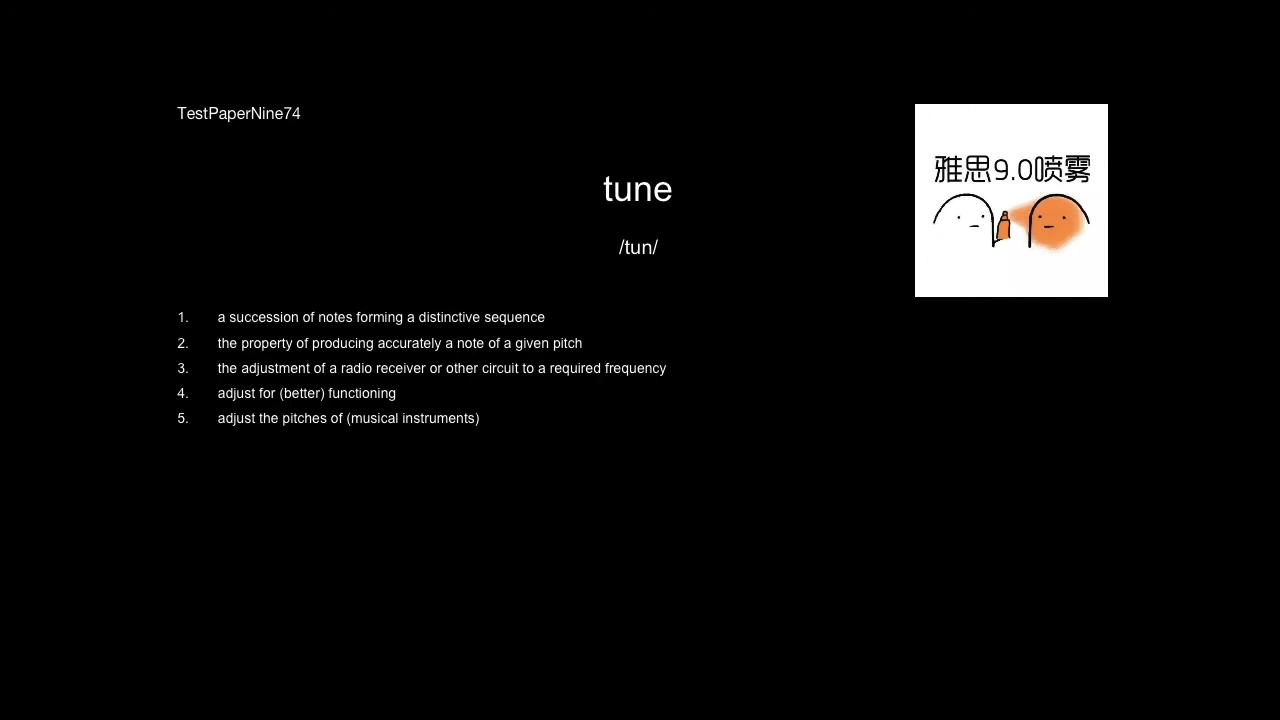 TestPaperNine74
雅思9.0喷雾
tune
/tun/
1. a succession of notes forming a distinctive sequence
2. the property of producing accurately a note of a given pitch
3. the adjustment of a radio receiver or other circuit to a required frequency
4. adjust for (better) functioning
5. adjust the pitches of (musical instruments)